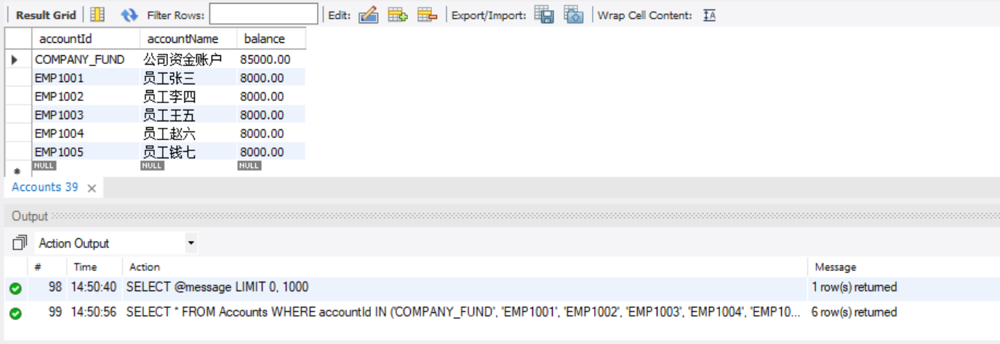 Result Grid Filter Rows: Edit: Export/Import: Wrap Cell Content: IA
accountId accountName balance
COMPANY_FUND 公司资金账户 85000.00
EMP1001 员工张三 8000.00
EMP1002 员工李四 8000.00
EMP1003 员工王五 8000.00
EMP1004 员工赵六 8000.00
EMP1005 员工钱七 8000.00
NULL NULL NULL
Accounts 39
Output
Action Output
# Time Action Message
98 14:50:40 SELECT @message LIMIT 0, 1000 1 row(s) returned
99 14:50:56 SELECT * FROM Accounts WHERE accountId IN ('COMPANY_FUND', 'EMP1001', 'EMP1002', 'EMP1003', 'EMP1004', 'EMP10... 6 row(s) returned